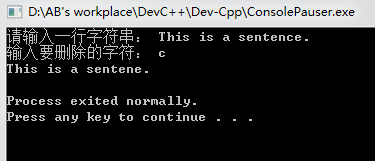 D:\AB's workplace\DevC++\Dev-Cpp\ConsolePauser.exe
请输入一行字符串： This is a sentence.
输入要删除的字符： c
This is a sentene.
Process exited normally.
Press any key to continue . . .